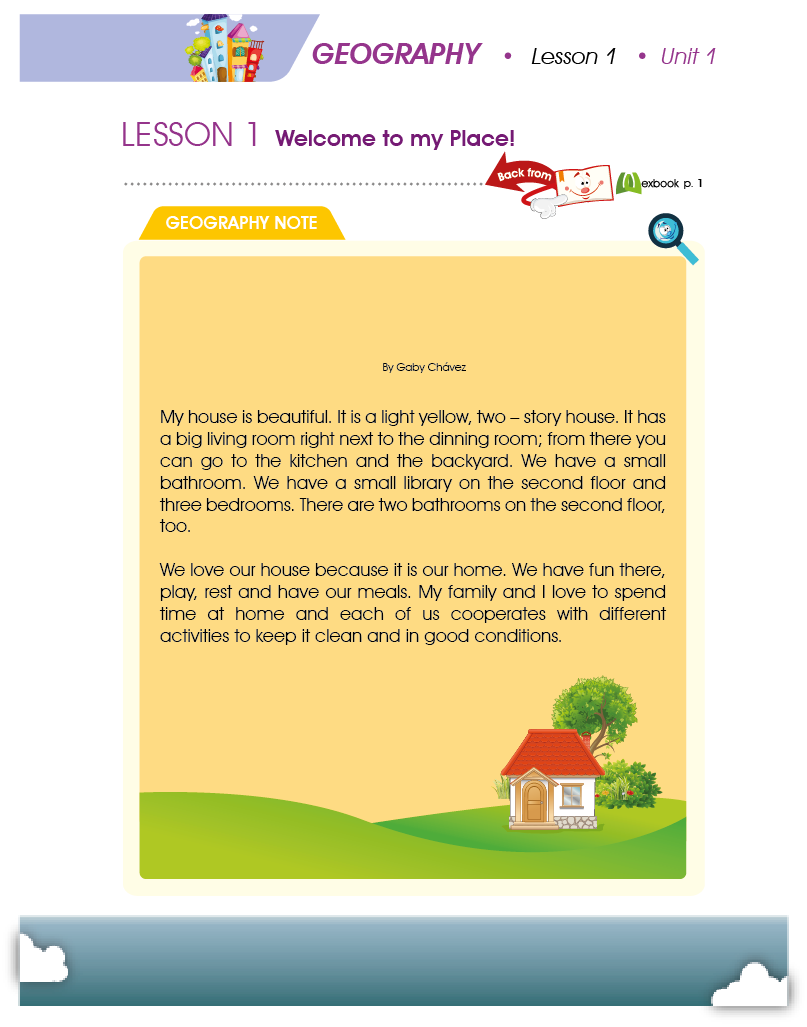 GEOGRAPHY • Lesson 1 • Unit 1
LESSON 1 Welcome to my Place!
Back from
exbook p. 1
GEOGRAPHY NOTE
By Gaby Chávez
My house is beautiful. It is a light yellow, two – story house. It has
a big living room right next to the dinning room; from there you
can go to the kitchen and the backyard. We have a small
bathroom. We have a small library on the second floor and
three bedrooms. There are two bathrooms on the second floor,
too.
We love our house because it is our home. We have fun there,
play, rest and have our meals. My family and I love to spend
time at home and each of us cooperates with different
activities to keep it clean and in good conditions.